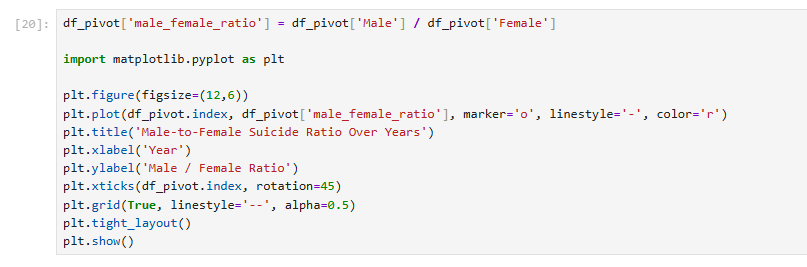 [20]: df_pivot['male_female_ratio'] = df_pivot['Male'] / df_pivot['Female']
import matplotlib.pyplot as plt
plt.figure(figsize=(12,6))
plt.plot(df_pivot.index, df_pivot['male_female_ratio'], marker='o', linestyle='-', color='r')
plt.title('Male-to-Female Suicide Ratio Over Years')
plt.xlabel('Year')
plt.ylabel('Male / Female Ratio')
plt.xticks(df_pivot.index, rotation=45)
plt.grid(True, linestyle='--', alpha=0.5)
plt.tight_layout()
plt.show()